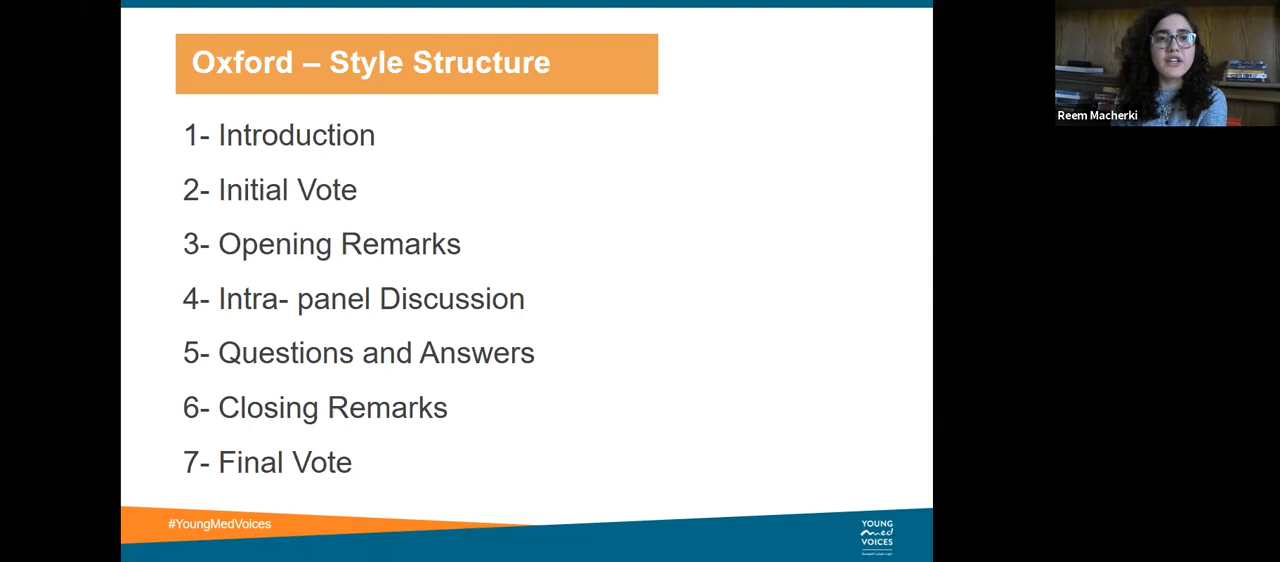 Oxford – Style Structure
1- Introduction
2- Initial Vote
3- Opening Remarks
4- Intra- panel Discussion
5- Questions and Answers
6- Closing Remarks
7- Final Vote
#YoungMedVoices
YOUNG
med
VOICES
Reem Macherki